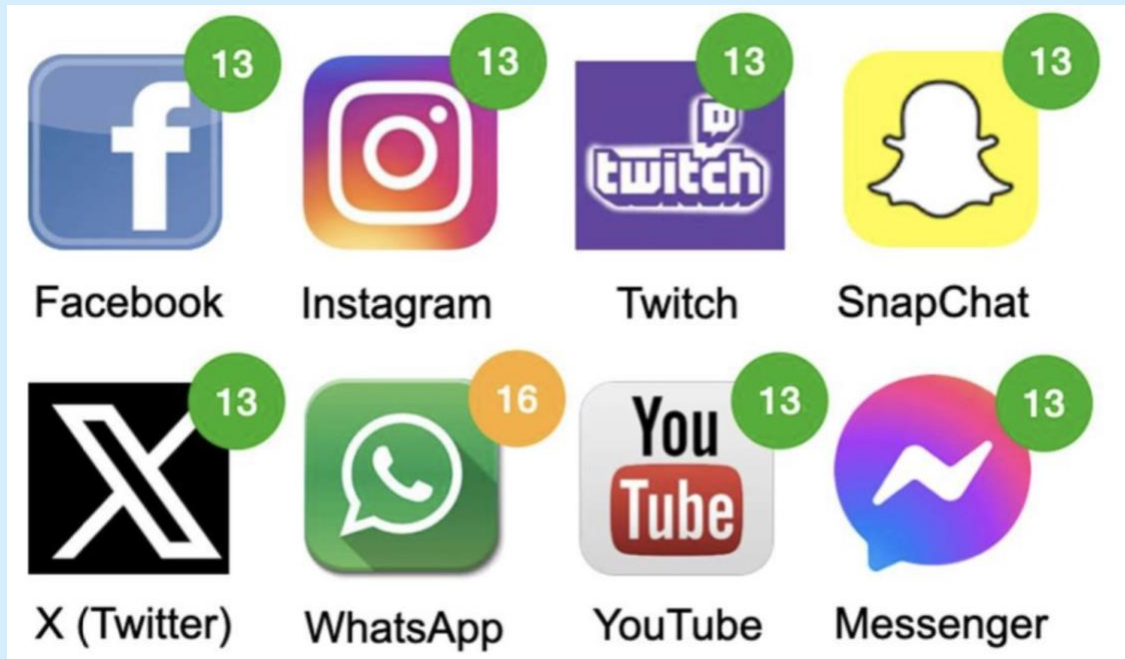 13 13 13 13
f
twitch
Facebook Instagram Twitch SnapChat
13 16 13 13
X
You
Tube
X (Twitter) WhatsApp YouTube Messenger